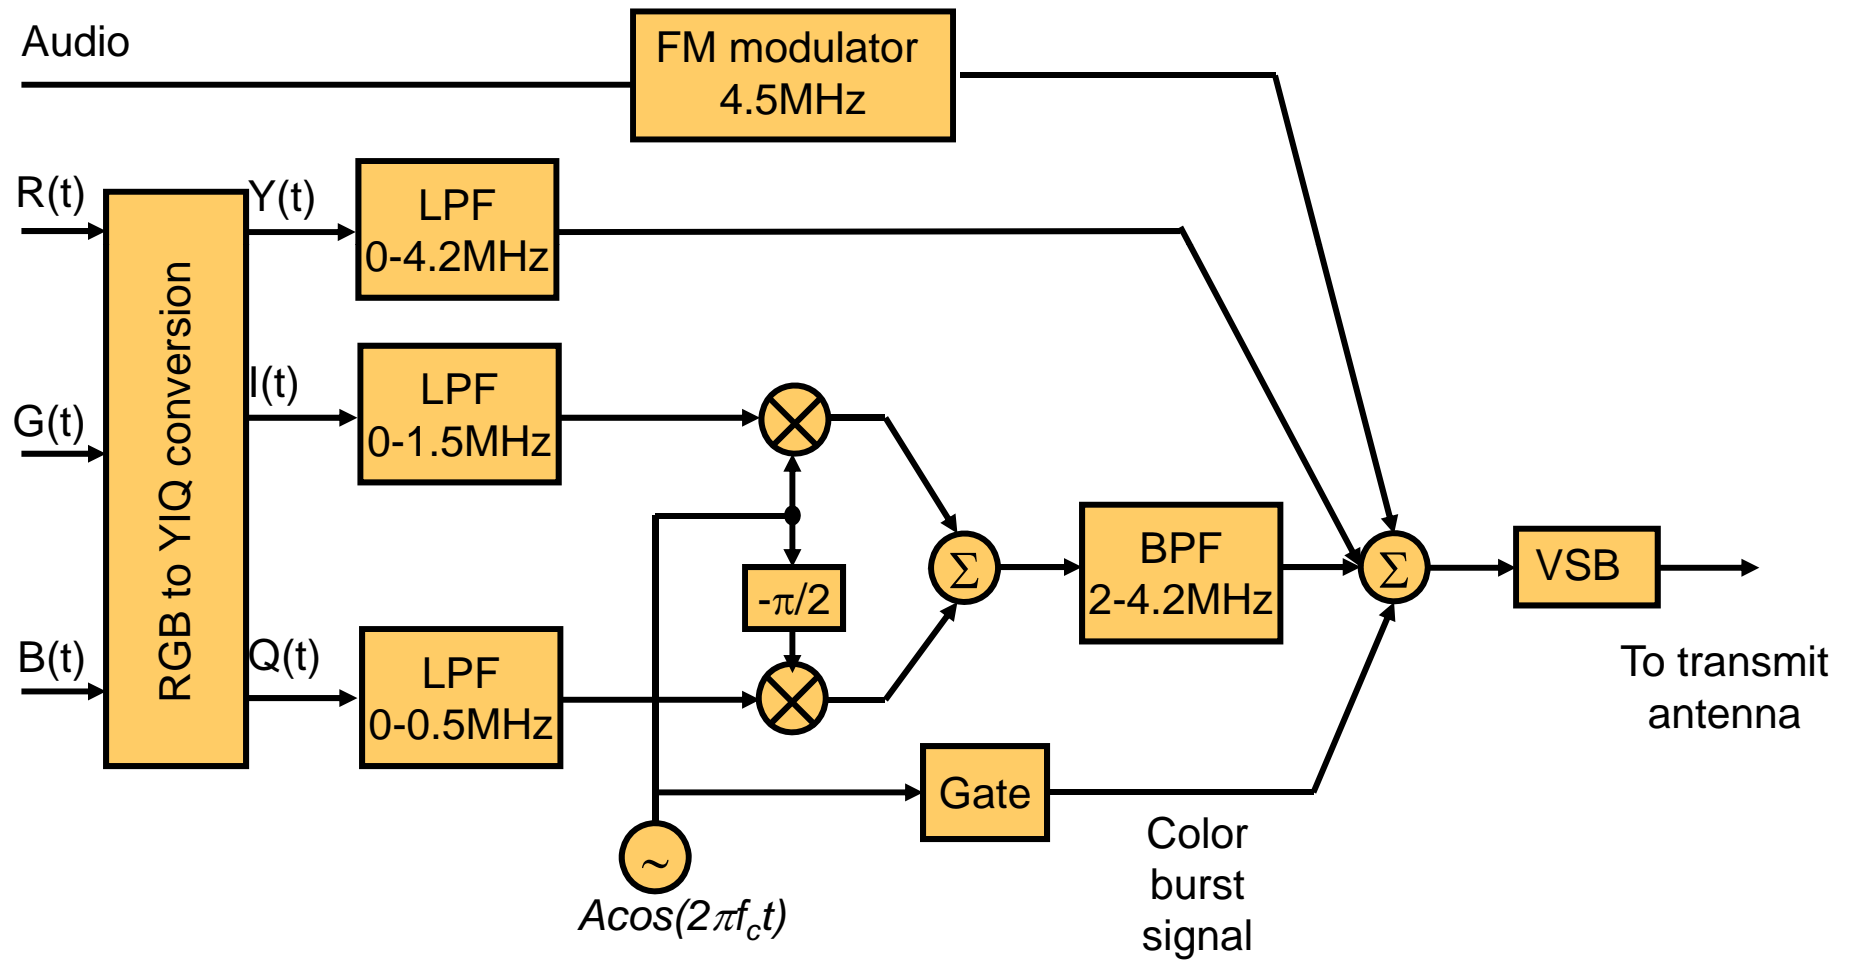 Audio
FM modulator
4.5MHz
R(t)
G(t)
B(t)
RGB to YIQ conversion
Y(t)
LPF
0-4.2MHz
I(t)
LPF
0-1.5MHz
Q(t)
LPF
0-0.5MHz
-π/2
Σ
BPF
2-4.2MHz
Σ
VSB
To transmit
antenna
Gate
Color
burst
signal
~
Acos(2πf_ct)